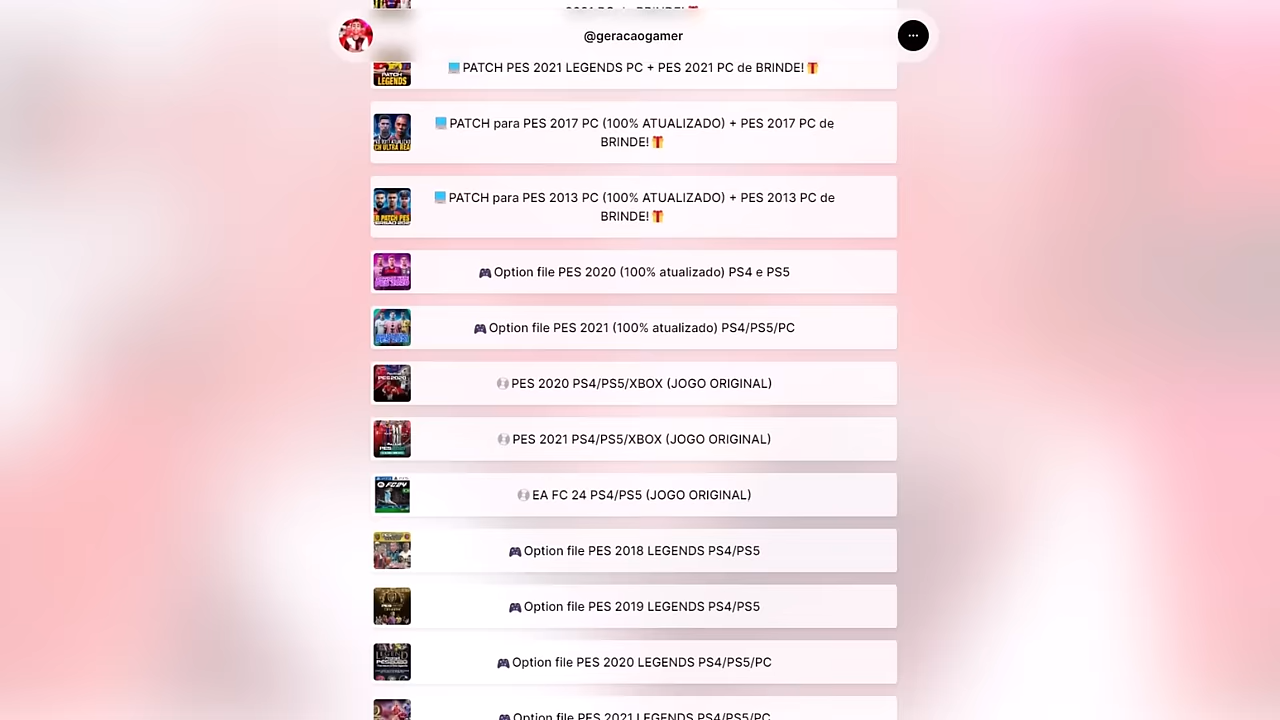 @geracaogamer
PATCH PES 2021 LEGENDS PC + PES 2021 PC de BRINDE!
PATCH LEGENDS
PATCH para PES 2017 PC (100% ATUALIZADO) + PES 2017 PC
BRINDE!
PATCH para PES 2013 PC (100% ATUALIZADO) + PES 2013 PC de
BRINDE!
Option file PES 2020 (100% atualizado) PS4 e PS5
Option file PES 2021 (100% atualizado) PS4/PS5/PC
PES 2020 PS4/PS5/XBOX (JOGO ORIGINAL)
PES 2021 PS4/PS5/XBOX (JOGO ORIGINAL)
EA FC 24 PS4/PS5 (JOGO ORIGINAL)
Option file PES 2018 LEGENDS PS4/PS5
Option file PES 2019 LEGENDS PS4/PS5
Option file PES 2020 LEGENDS PS4/PS5/PC
Option file PES 2021 LEGENDS PS4/PS5/PC